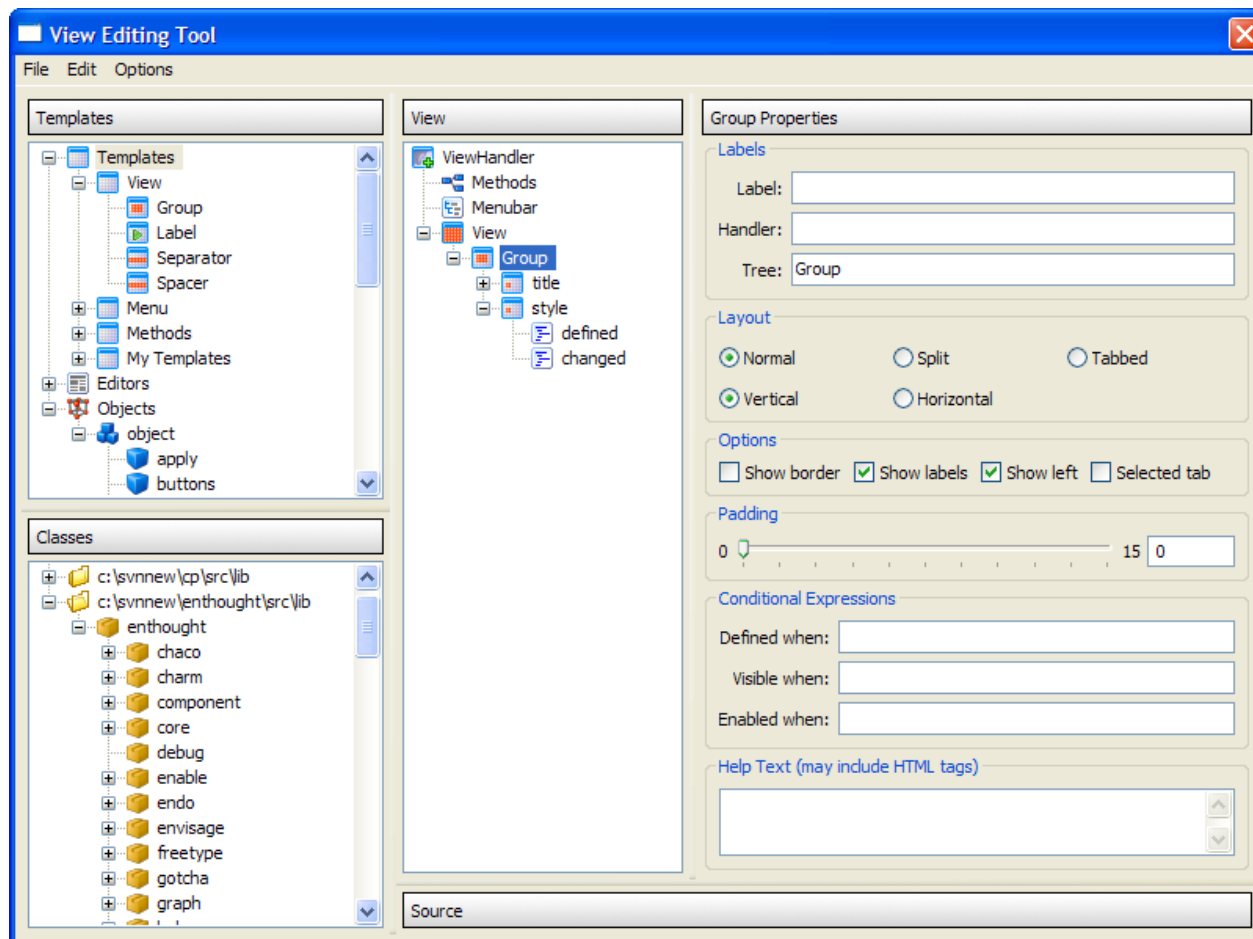 View Editing Tool
File Edit Options
Templates
Templates
View
Group
Label
Separator
Spacer
Menu
Methods
My Templates
Editors
Objects
object
apply
buttons
Classes
c:\svnnew\cp\src\lib
c:\svnnew\enthought\src\lib
enthought
chaco
charm
component
core
debug
enable
endo
envisage
freetype
gotcha
graph
View
ViewHandler
Methods
Menubar
View
Group
title
style
defined
changed
Group Properties
Labels
Label:
Handler:
Tree: Group
Layout
Normal Split Tabbed
Vertical Horizontal
Options
Show border Show labels Show left Selected tab
Padding
0 15 0
Conditional Expressions
Defined when:
Visible when:
Enabled when:
Help Text (may include HTML tags)
Source